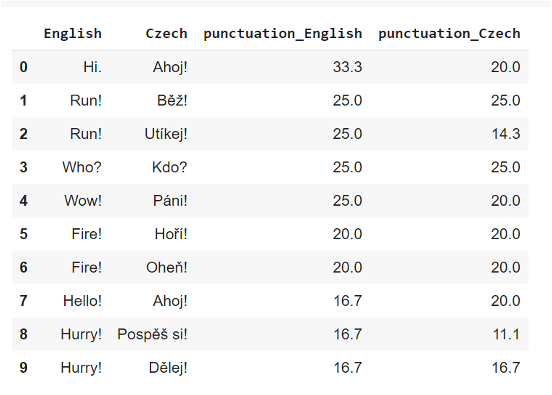 English Czech punctuation_English punctuation_Czech
0 Hi. Ahoj! 33.3 20.0
1 Run! Běž! 25.0 25.0
2 Run! Utíkej! 25.0 14.3
3 Who? Kdo? 25.0 25.0
4 Wow! Páni! 25.0 20.0
5 Fire! Hoří! 20.0 20.0
6 Fire! Oheň! 20.0 20.0
7 Hello! Ahoj! 16.7 20.0
8 Hurry! Pospěš si! 16.7 11.1
9 Hurry! Dělej! 16.7 16.7